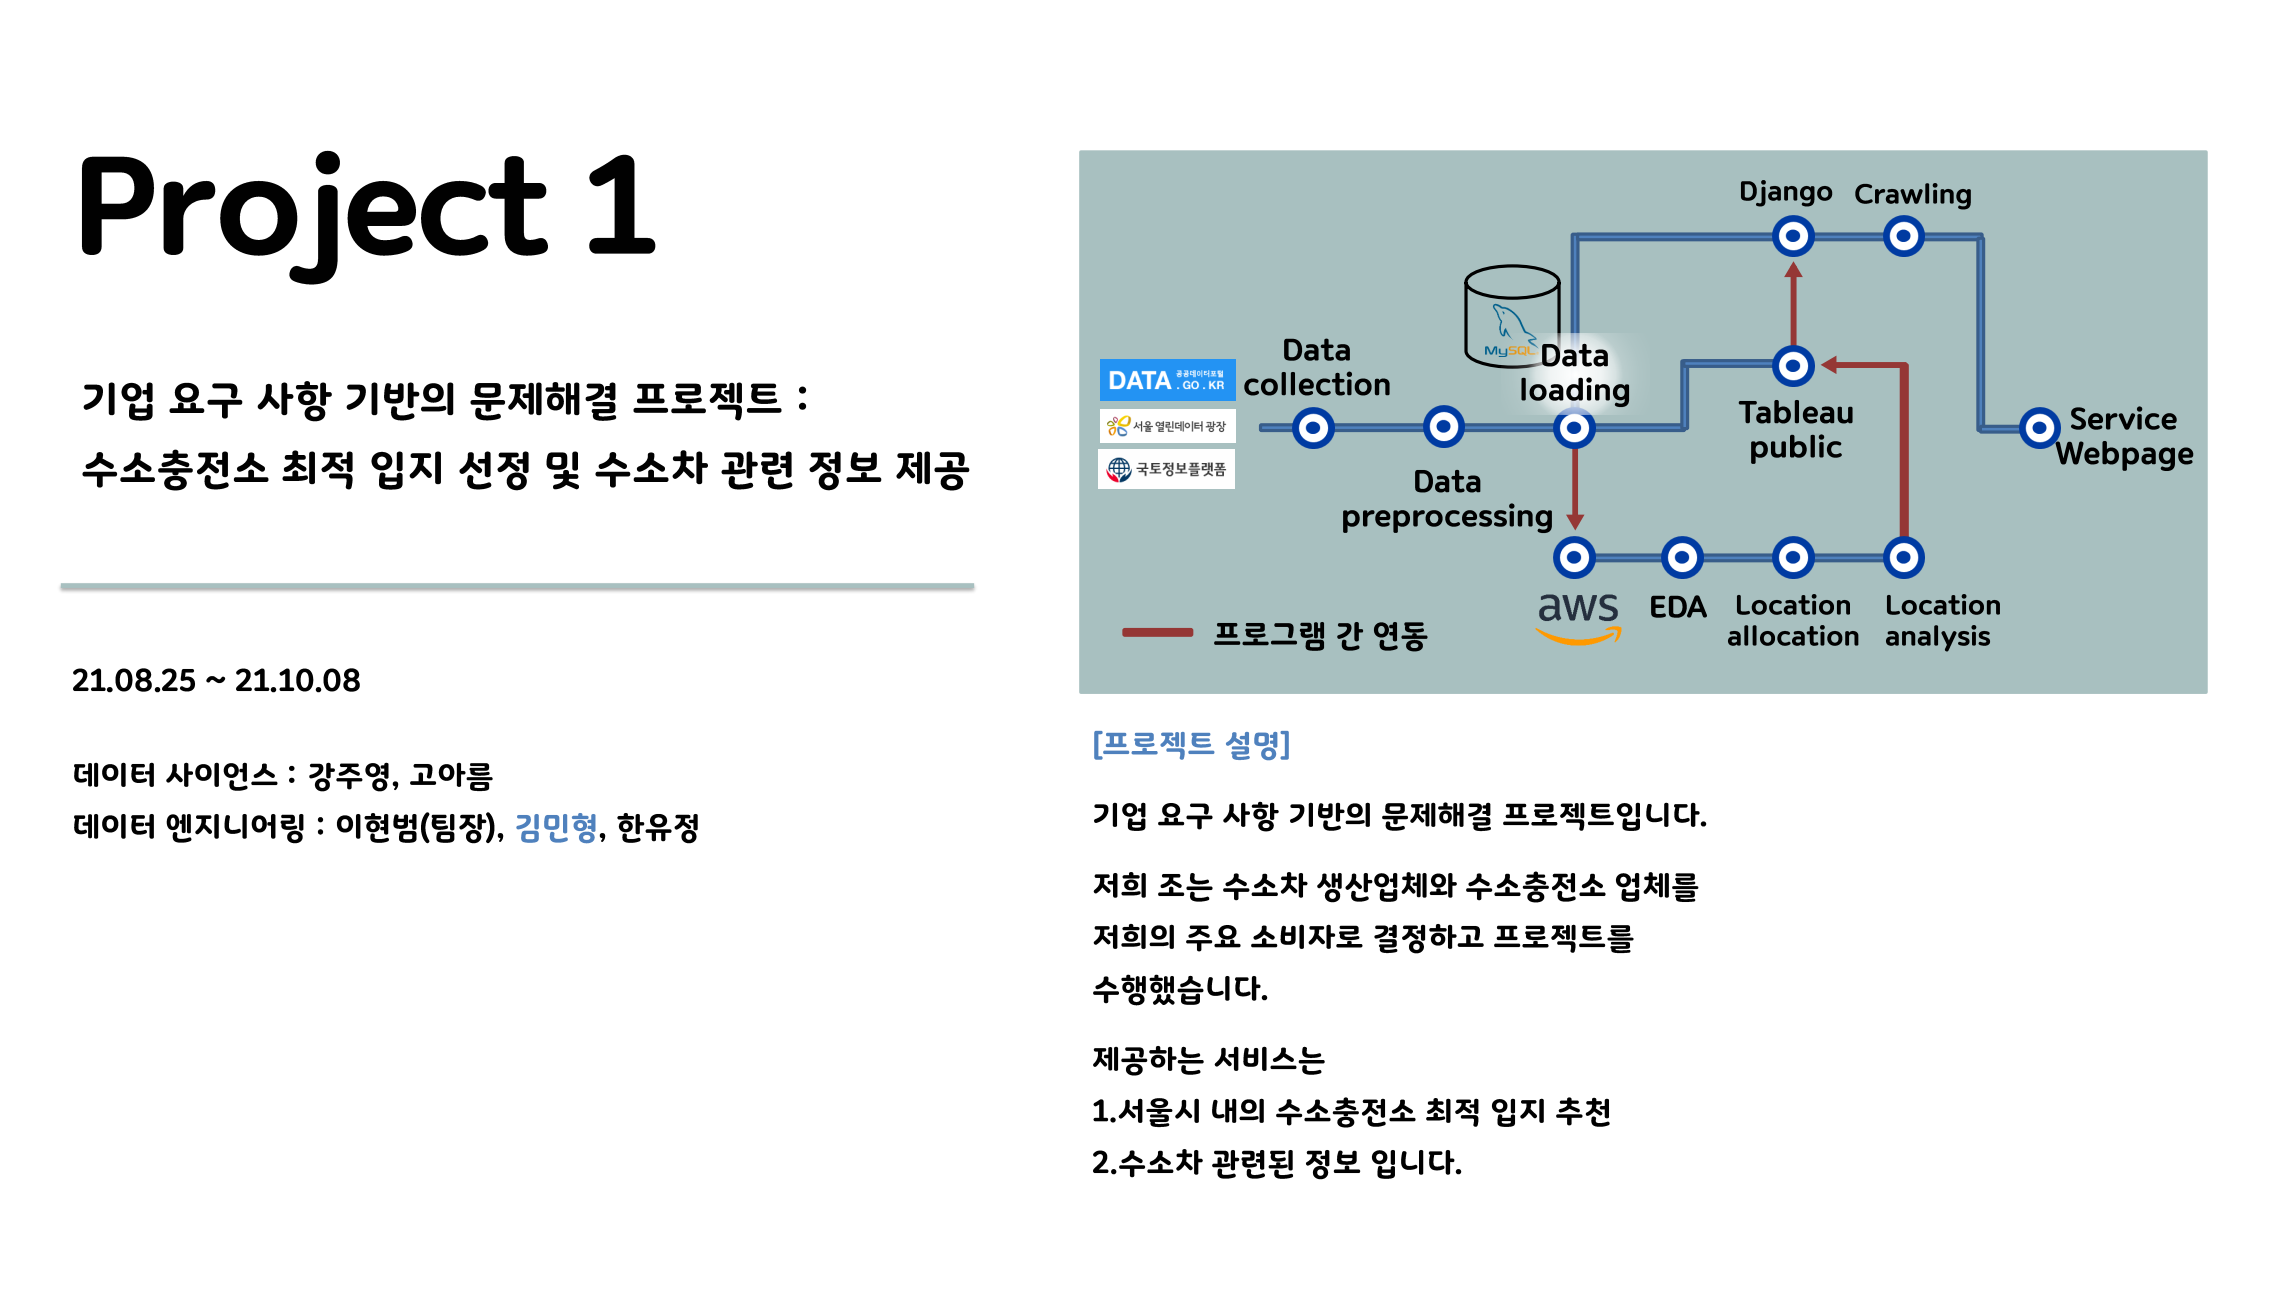 Project 1
기업 요구 사항 기반의 문제해결 프로젝트 :
수소충전소 최적 입지 선정 및 수소차 관련 정보 제공
21.08.25 ~ 21.10.08
데이터 사이언스 : 강주영, 고아름
데이터 엔지니어링 : 이현범(팀장), 김민형, 한유정
Django
Crawling
MySQL
Data
loading
Data
collection
DATA 공공데이터포털
. GO . KR
서울 열린데이터 광장
국토정보플랫폼
Data
preprocessing
Tableau
public
Service
Webpage
aws
EDA
Location
allocation
Location
analysis
프로그램 간 연동
[프로젝트 설명]
기업 요구 사항 기반의 문제해결 프로젝트입니다.
저희 조는 수소차 생산업체와 수소충전소 업체를
저희의 주요 소비자로 결정하고 프로젝트를
수행했습니다.
제공하는 서비스는
1.서울시 내의 수소충전소 최적 입지 추천
2.수소차 관련된 정보 입니다.